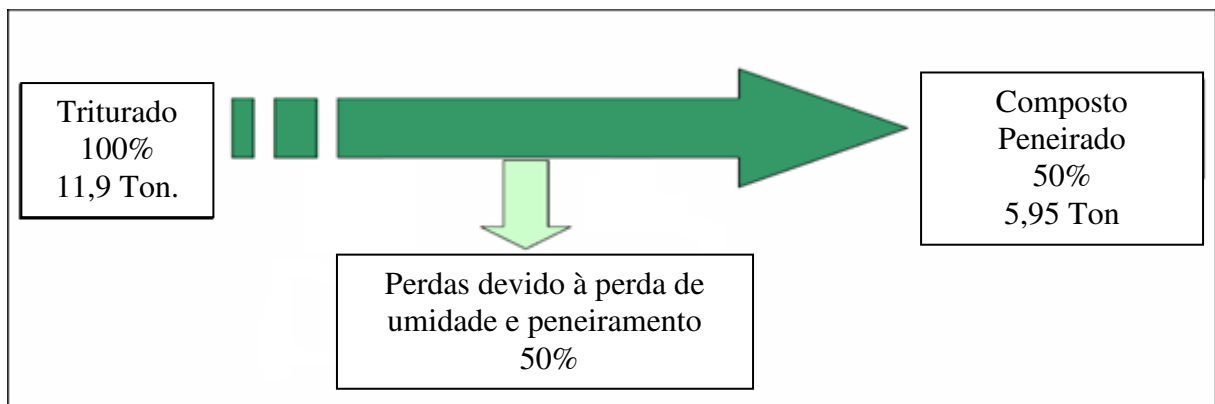 Triturado
100%
11,9 Ton.
Composto
Peneirado
50%
5,95 Ton
Perdas devido à perda de
umidade e peneiramento
50%